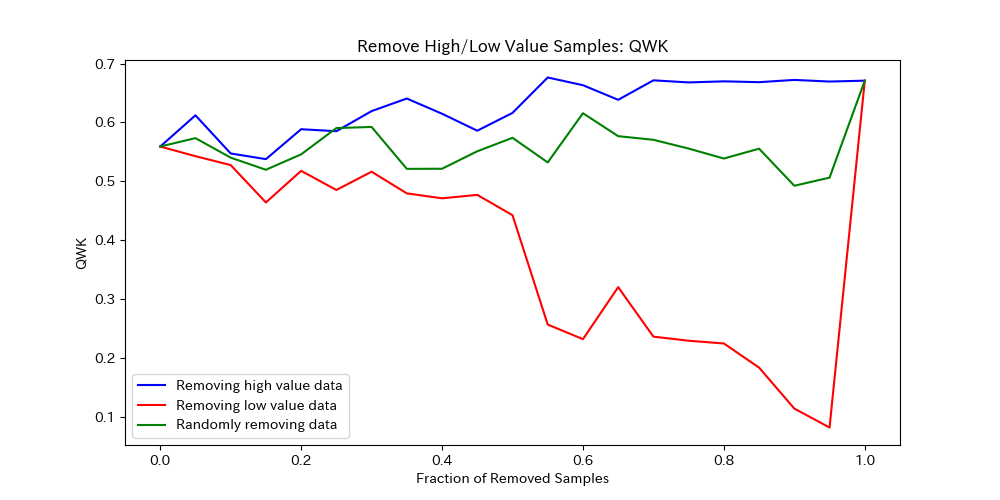 Remove High/Low Value Samples: QWK
0.7
0.6
0.5
0.4
0.3
0.2
0.1
QWK
Removing high value data
Removing low value data
Randomly removing data
0.0 0.2 0.4 0.6 0.8 1.0
Fraction of Removed Samples